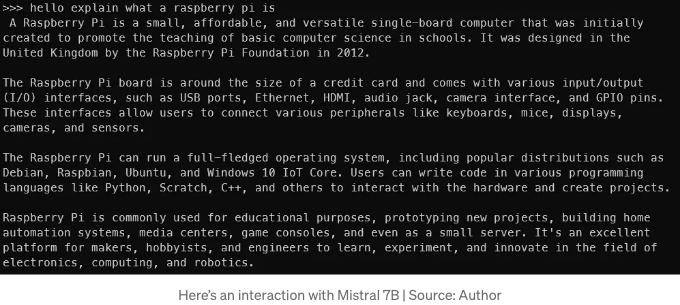 >>> hello explain what a raspberry pi is
A Raspberry Pi is a small, affordable, and versatile single-board computer that was initially
created to promote the teaching of basic computer science in schools. It was designed in the
United Kingdom by the Raspberry Pi Foundation in 2012.
The Raspberry Pi board is around the size of a credit card and comes with various input/output
(I/O) interfaces, such as USB ports, Ethernet, HDMI, audio jack, camera interface, and GPIO pins.
These interfaces allow users to connect various peripherals like keyboards, mice, displays,
cameras, and sensors.
The Raspberry Pi can run a full-fledged operating system, including popular distributions such as
Debian, Raspbian, Ubuntu, and Windows 10 IoT Core. Users can write code in various programming
languages like Python, Scratch, C++, and others to interact with the hardware and create projects.
Raspberry Pi is commonly used for educational purposes, prototyping new projects, building home
automation systems, media centers, game consoles, and even as a small server. It's an excellent
platform for makers, hobbyists, and engineers to learn, experiment, and innovate in the field of
electronics, computing, and robotics.
Here’s an interaction with Mistral 7B | Source: Author